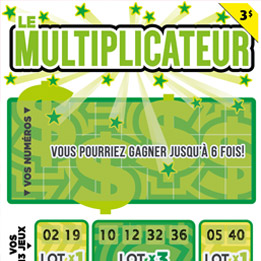 LE
MULTIPLICATEUR
3$
VOS NUMÉROS
VOUS POURRIEZ GAGNER JUSQU'À 6 FOIS!
VOS
13 JEUX
02 19
10 12 32 36
05 40
LOT x1
LOT x3
LOT x1